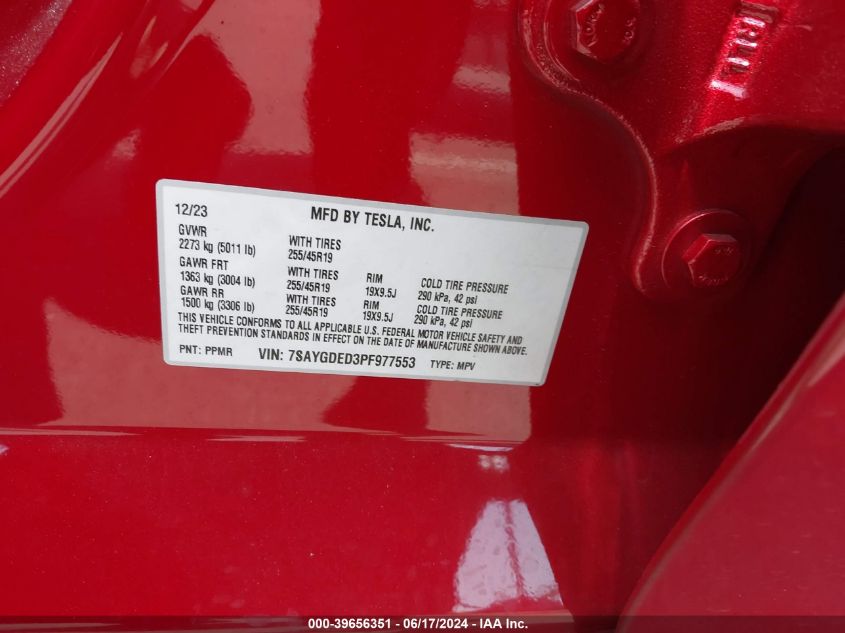 12/23 MFD BY TESLA, INC.
GVWR
2273 kg (5011 lb) WITH TIRES 255/45R19
GAWR FRT
1363 kg (3004 lb) WITH TIRES 255/45R19 RIM 19X9.5J COLD TIRE PRESSURE 290 kPa, 42 psi
GAWR RR
1500 kg (3306 lb) WITH TIRES 255/45R19 RIM 19X9.5J COLD TIRE PRESSURE 290 kPa, 42 psi
THIS VEHICLE CONFORMS TO ALL APPLICABLE U.S. FEDERAL MOTOR VEHICLE SAFETY AND
THEFT PREVENTION STANDARDS IN EFFECT ON THE DATE OF MANUFACTURE SHOWN ABOVE.
PNT: PPMR VIN: 7SAYGDED3PF977553 TYPE: MPV
000-39656351 - 06/17/2024 - IAA Inc.